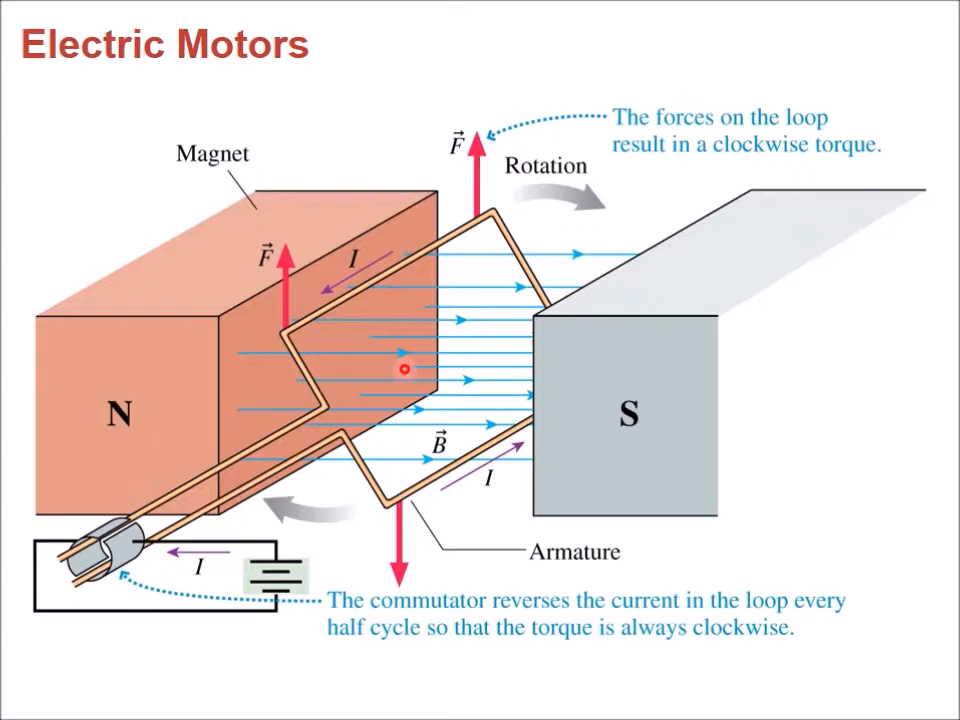 Electric Motors
The forces on the loop
result in a clockwise torque.
F
Magnet
Rotation
F
I
N
S
B
I
Armature
I
The commutator reverses the current in the loop every
half cycle so that the torque is always clockwise.